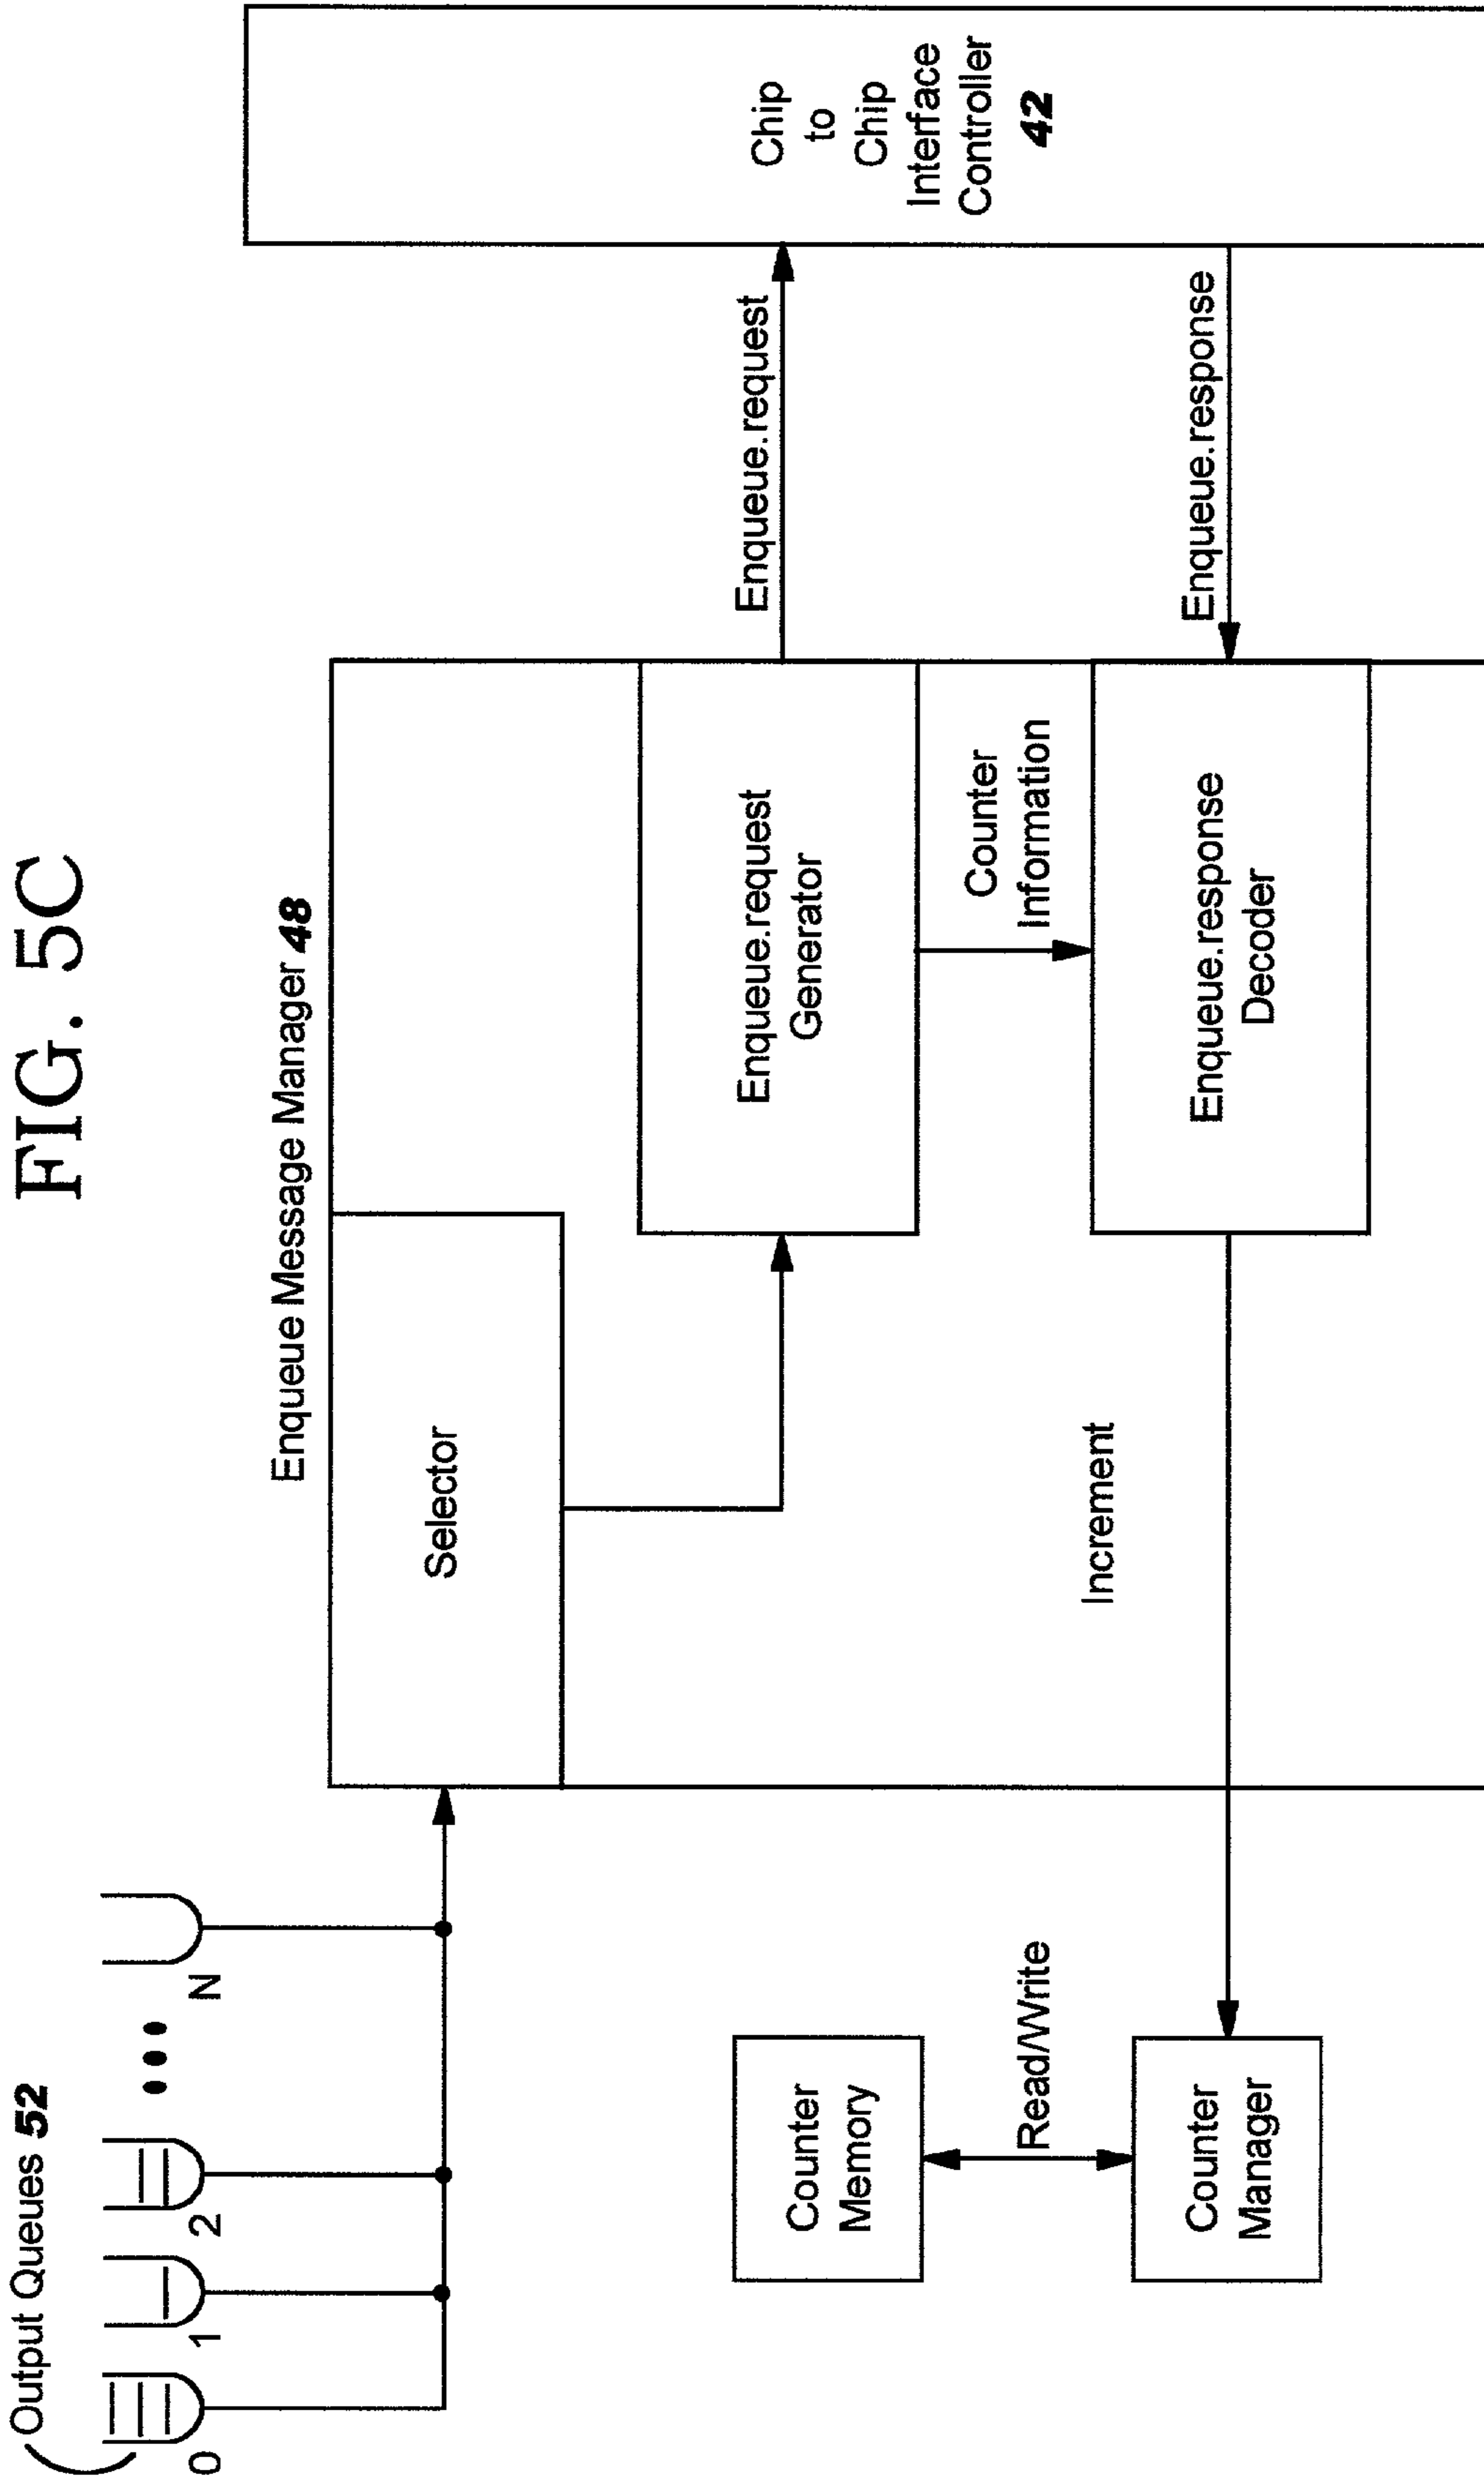 FIG. 5C
Output Queues 52
0
1
2
N
Enqueue Message Manager 48
Selector
Enqueue.request
Generator
Enqueue.request
Chip
to
Chip
Interface
Controller
42
Counter
Information
Enqueue.response
Decoder
Enqueue.response
Increment
Counter
Memory
Read/Write
Counter
Manager